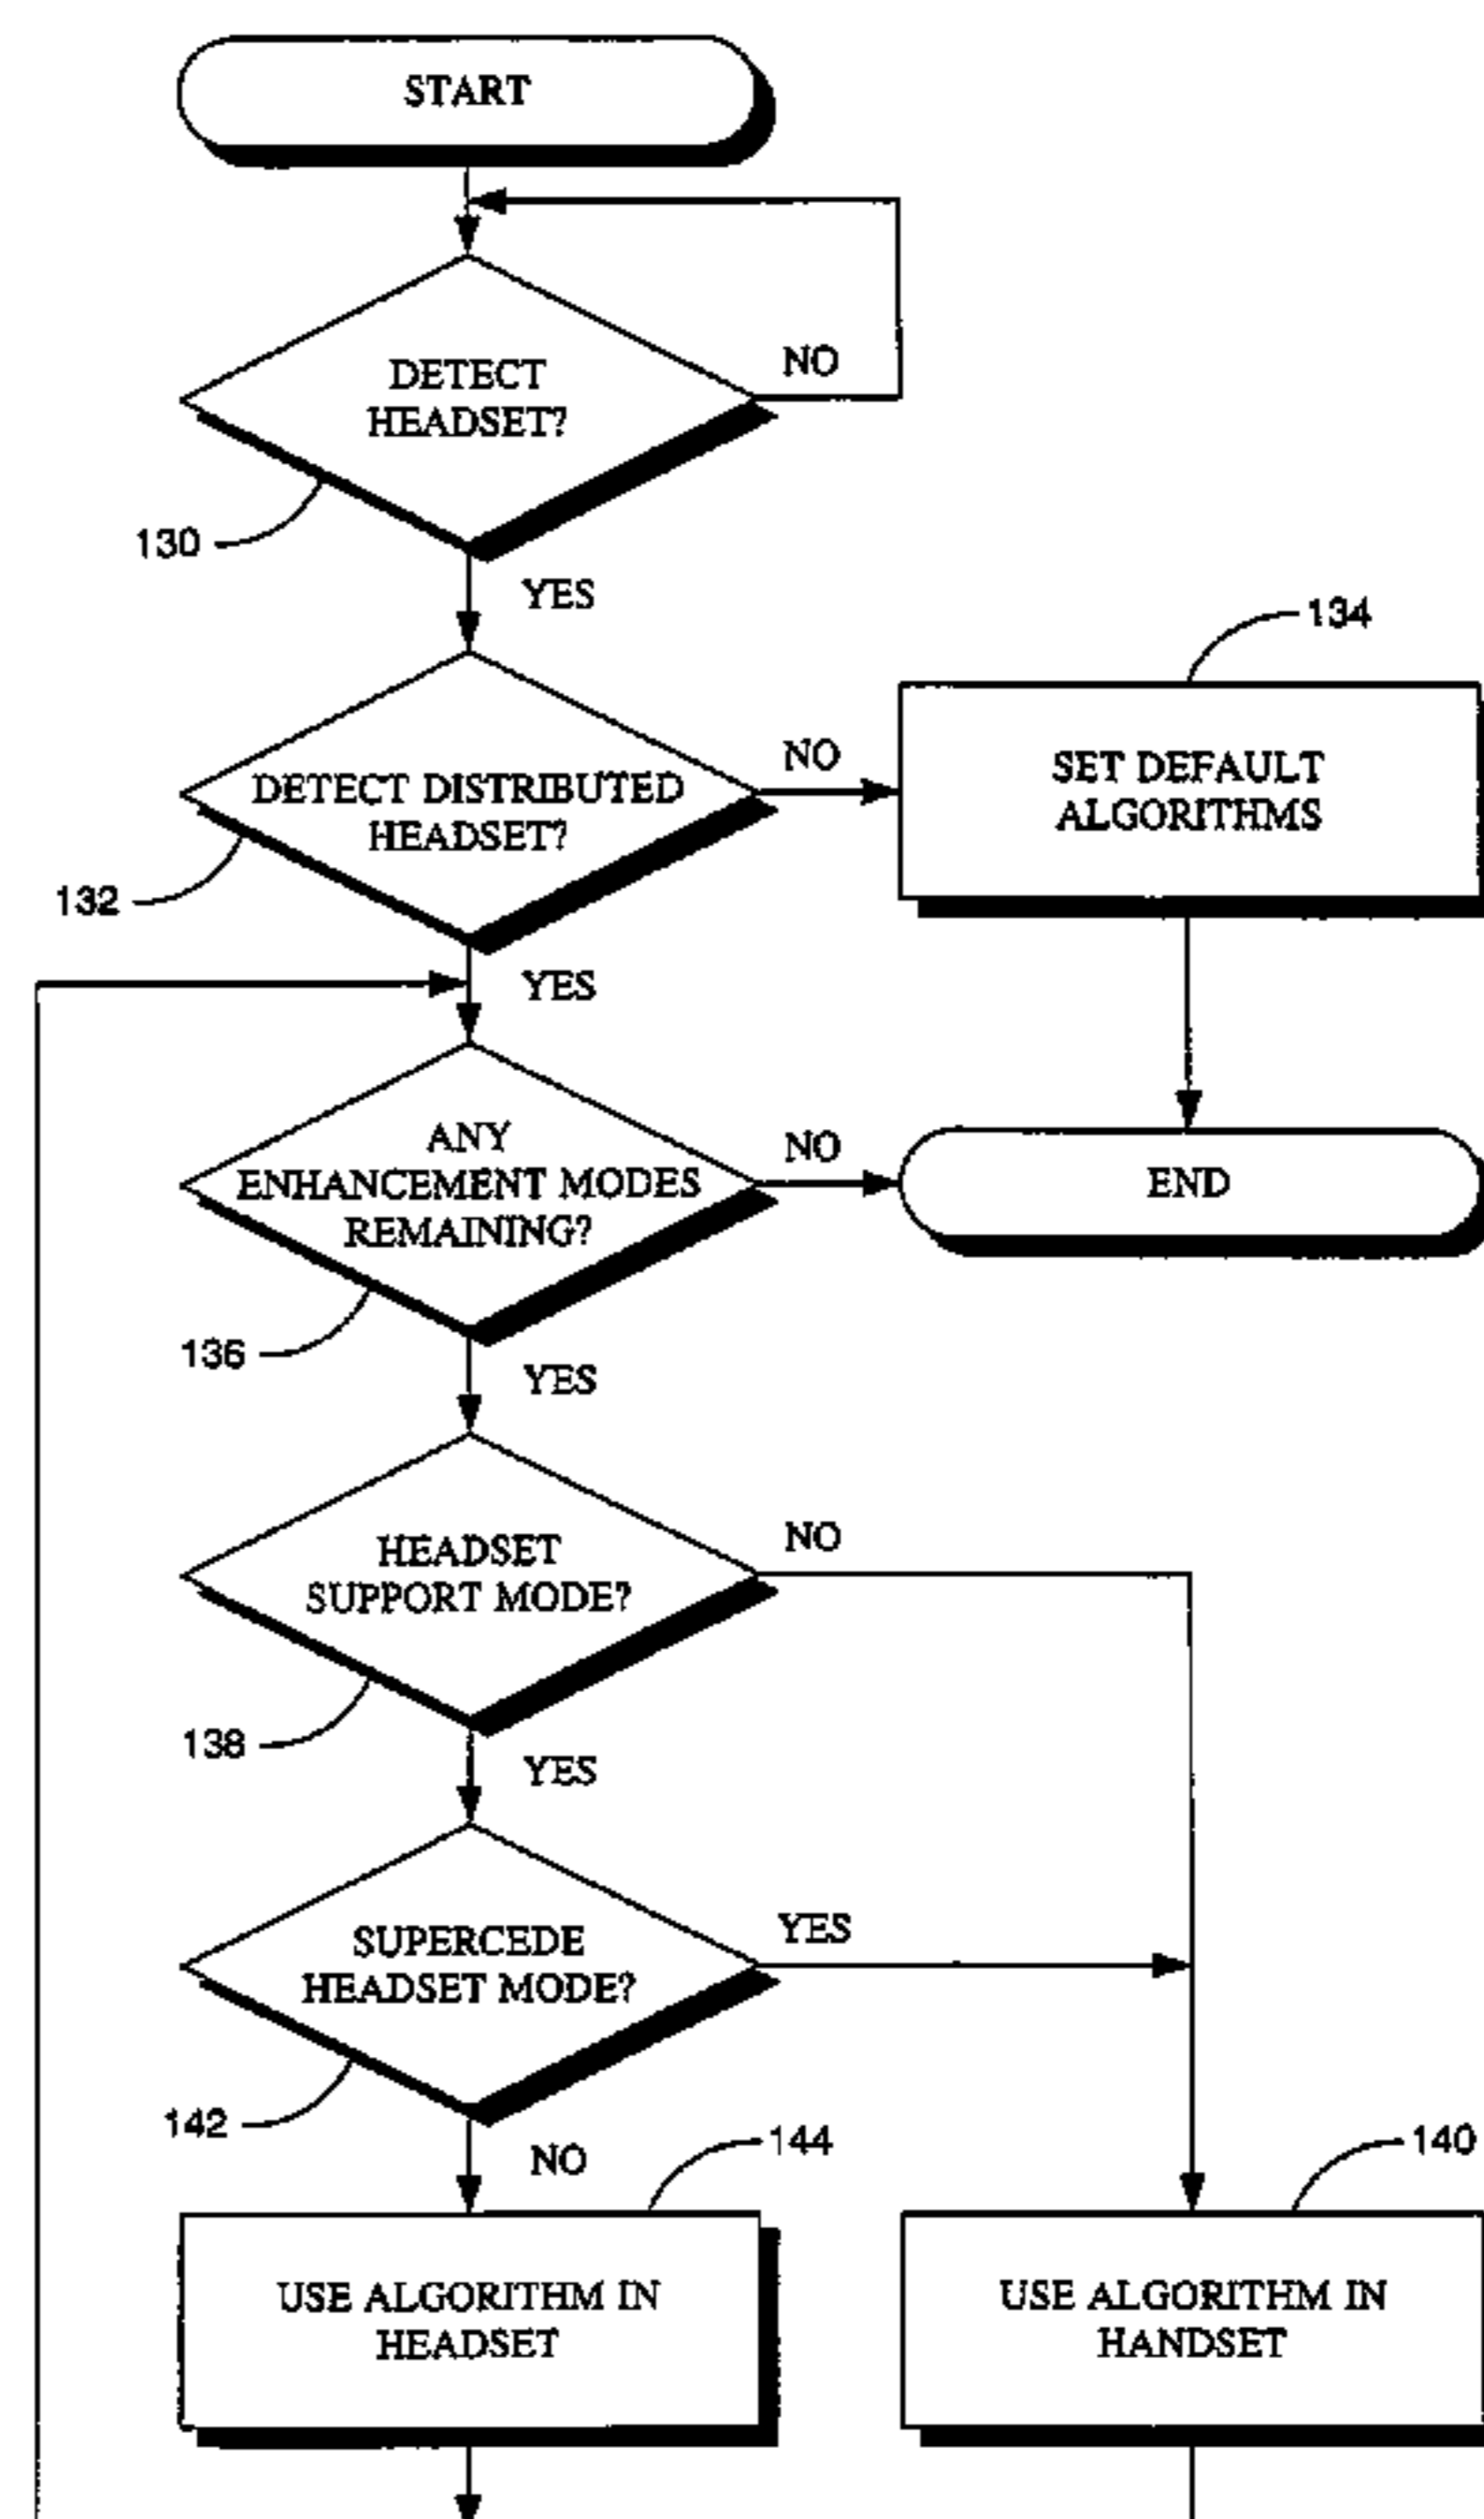 START
DETECT
HEADSET?
NO
130
YES
134
DETECT DISTRIBUTED
HEADSET?
NO
SET DEFAULT
ALGORITHMS
132
YES
ANY
ENHANCEMENT MODES
REMAINING?
NO
END
136
YES
HEADSET
SUPPORT MODE?
NO
138
YES
SUPERCEDE
HEADSET MODE?
YES
142
NO
144
140
USE ALGORITHM IN
HEADSET
USE ALGORITHM IN
HANDSET